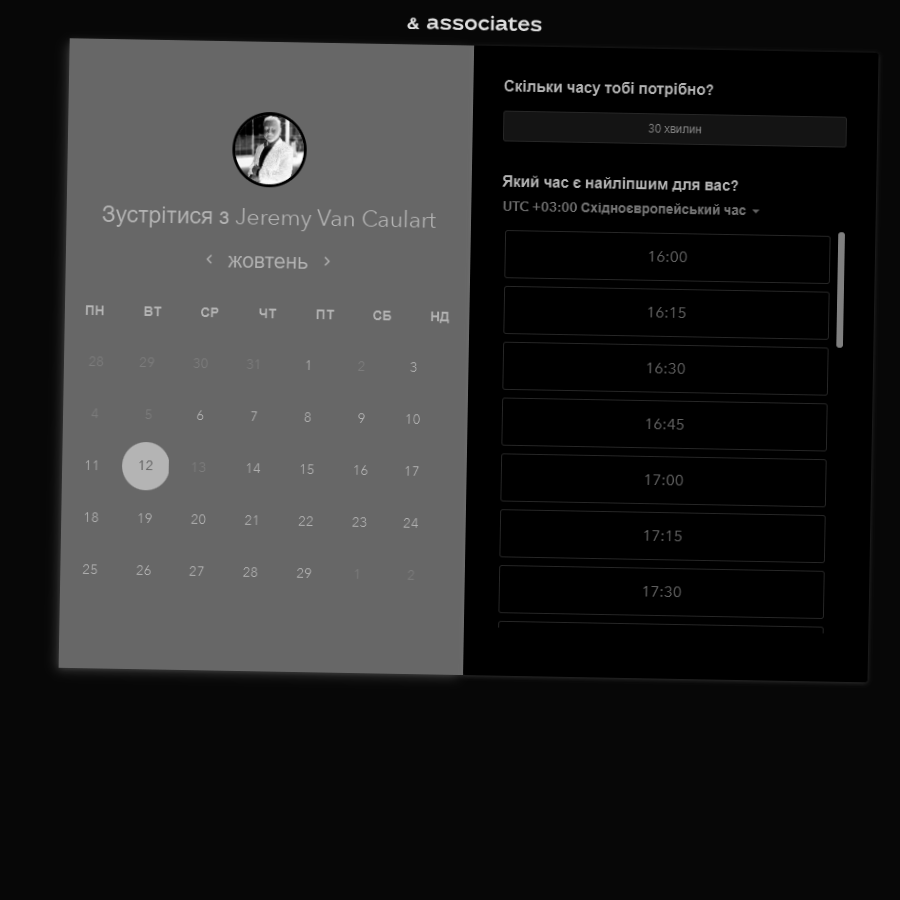 & associates
Зустрітися з Jeremy Van Caulart
жовтень
ПН ВТ СР ЧТ ПТ СБ НД
28 29 30 31 1 2 3
4 5 6 7 8 9 10
11 12 13 14 15 16 17
18 19 20 21 22 23 24
25 26 27 28 29 1 2
Скільки часу тобі потрібно?
30 хвилин
Який час є найліпшим для вас?
UTC +03:00 Східноєвропейський час
16:00
16:15
16:30
16:45
17:00
17:15
17:30